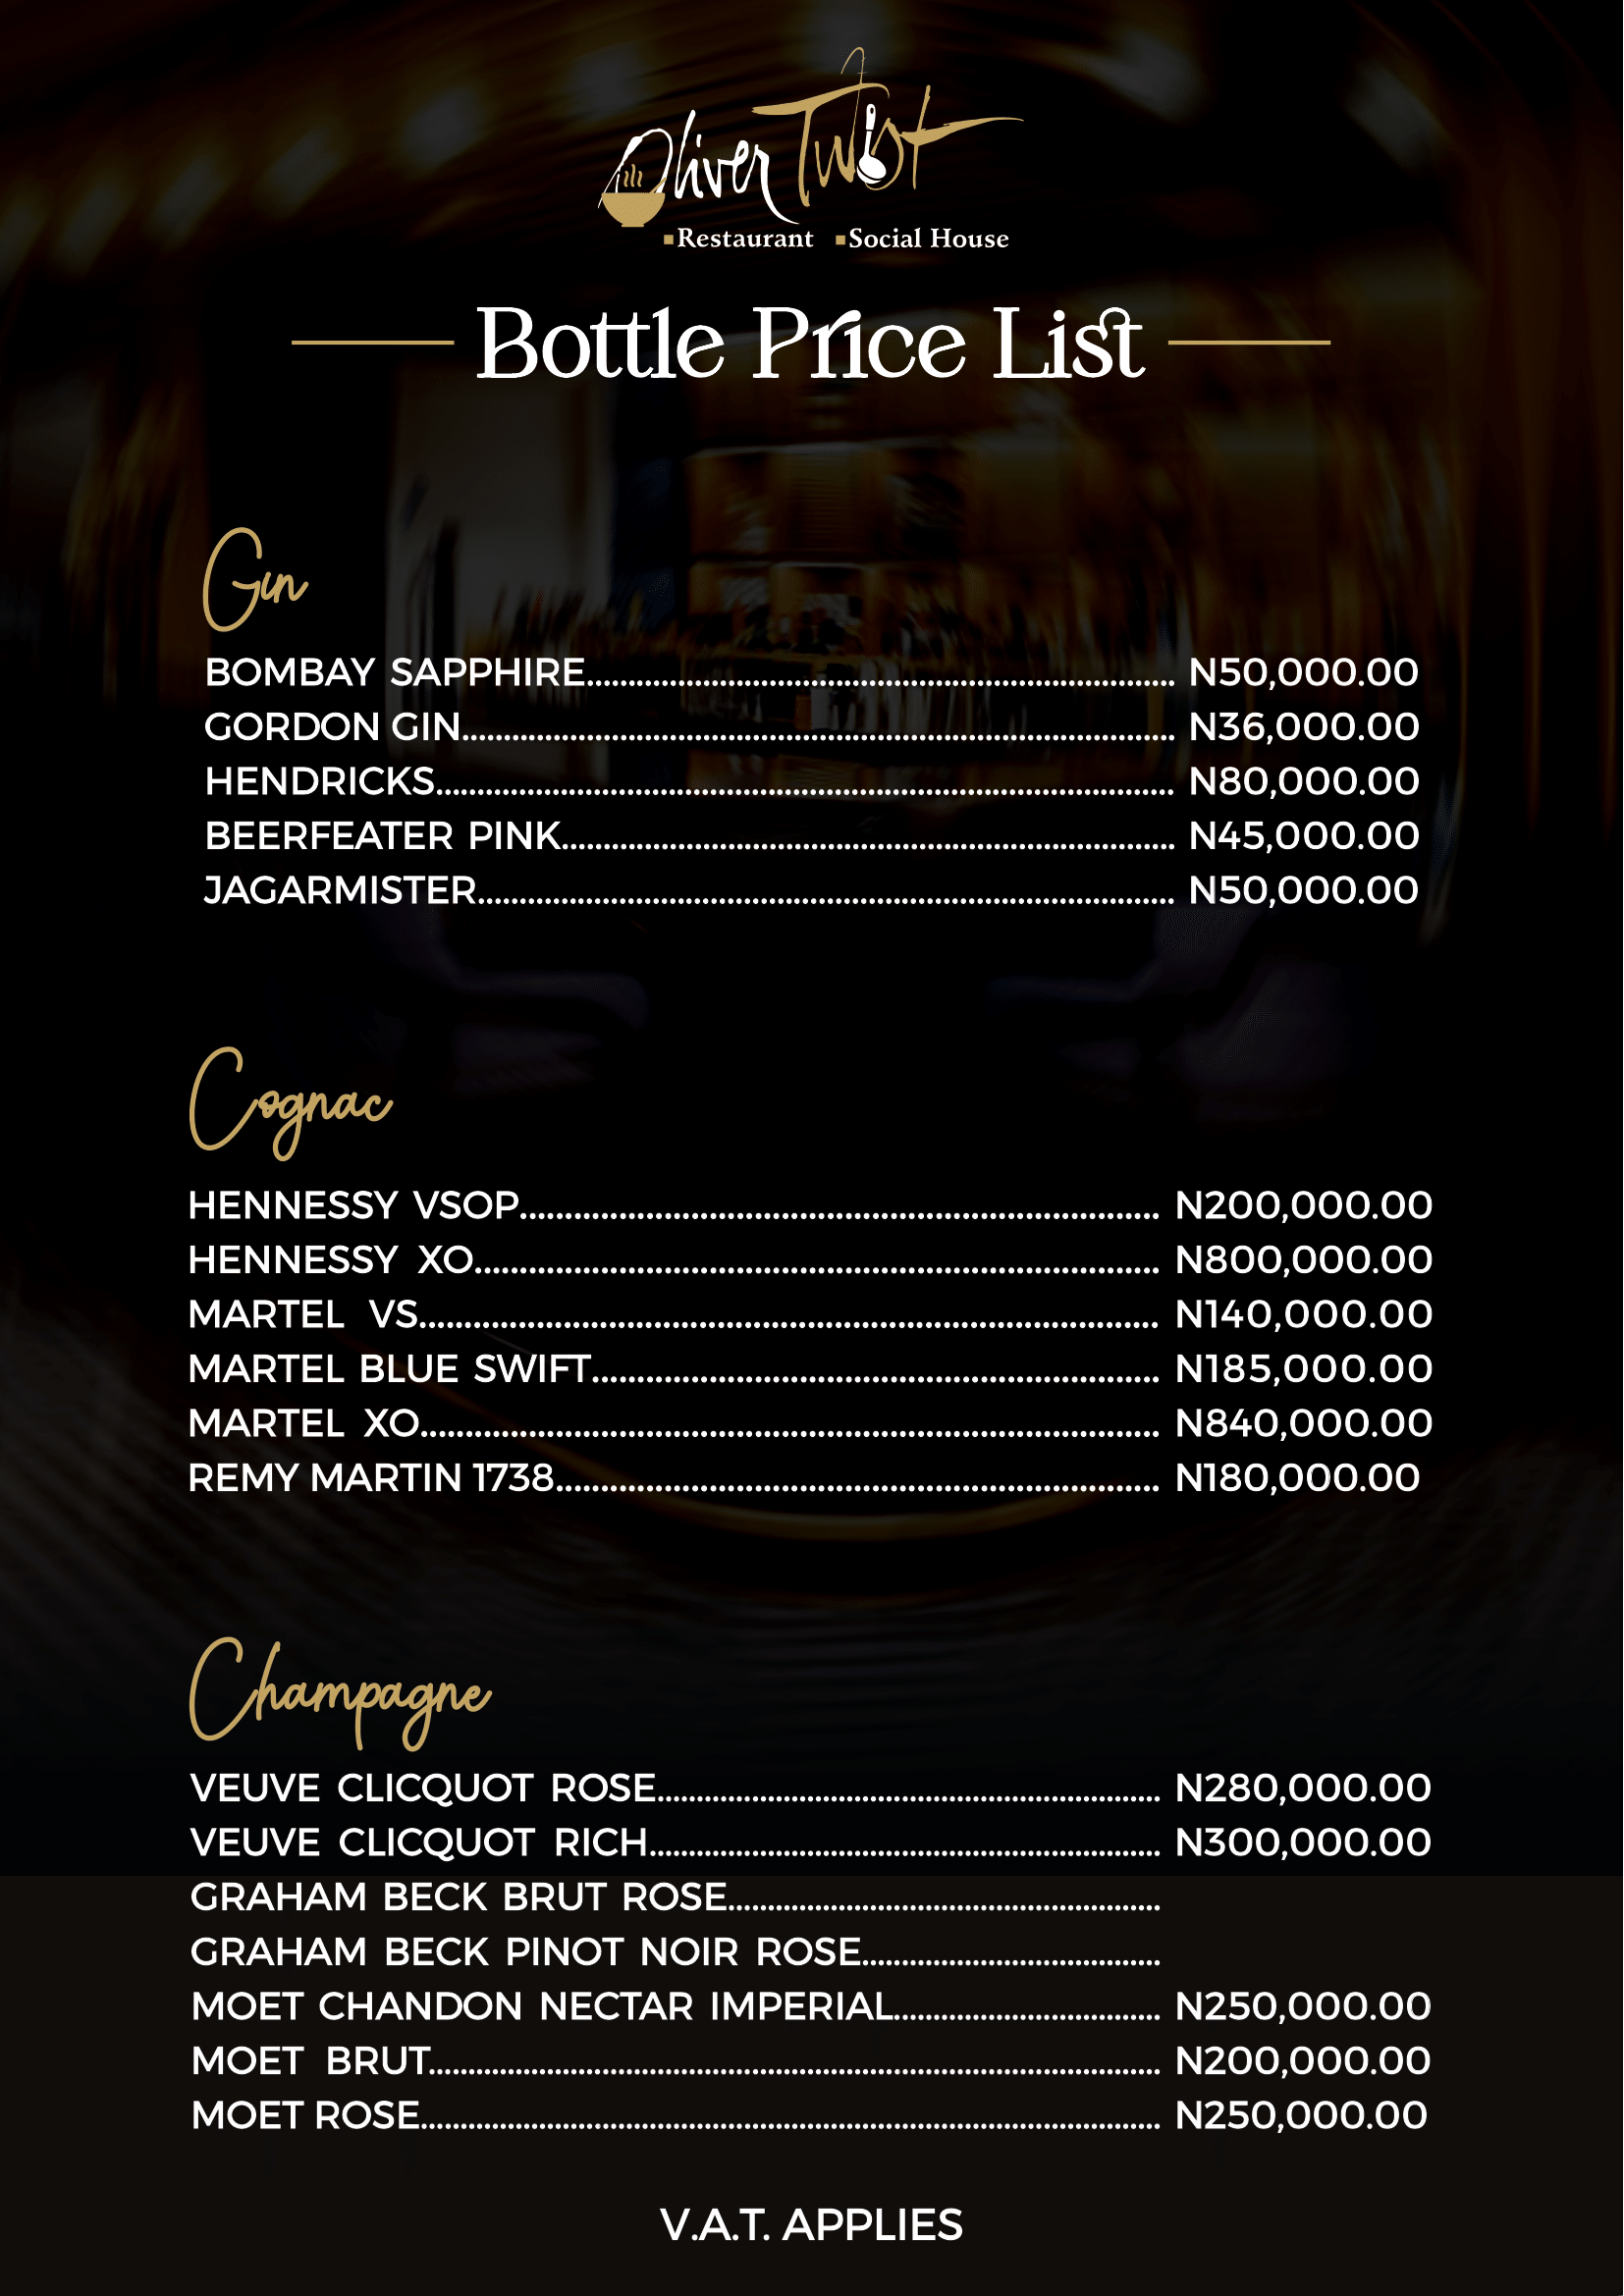 Oliver Twist
Restaurant Social House
Bottle Price List
Gin
BOMBAY SAPPHIRE........................................ N50,000.00
GORDON GIN........................................ N36,000.00
HENDRICKS........................................ N80,000.00
BEERFEATER PINK........................................ N45,000.00
JAGARMISTER........................................ N50,000.00
Cognac
HENNESSY VSOP........................................ N200,000.00
HENNESSY XO........................................ N800,000.00
MARTEL VS........................................ N140,000.00
MARTEL BLUE SWIFT........................................ N185,000.00
MARTEL XO........................................ N840,000.00
REMY MARTIN 1738........................................ N180,000.00
Champagne
VEUVE CLICQUOT ROSE........................................ N280,000.00
VEUVE CLICQUOT RICH........................................ N300,000.00
GRAHAM BECK BRUT ROSE........................................
GRAHAM BECK PINOT NOIR ROSE........................................
MOET CHANDON NECTAR IMPERIAL........................................ N250,000.00
MOET BRUT........................................ N200,000.00
MOET ROSE........................................ N250,000.00
V.A.T. APPLIES